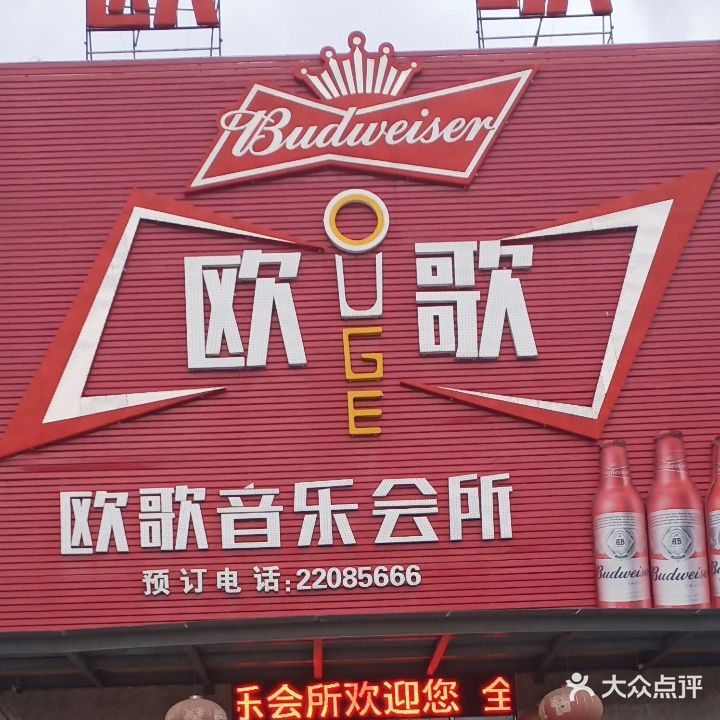 Budweiser
欧 OUGE 歌
欧歌音乐会所
预订电话:22085666
Budweiser
Budweiser
乐会所欢迎您 全
大众点评